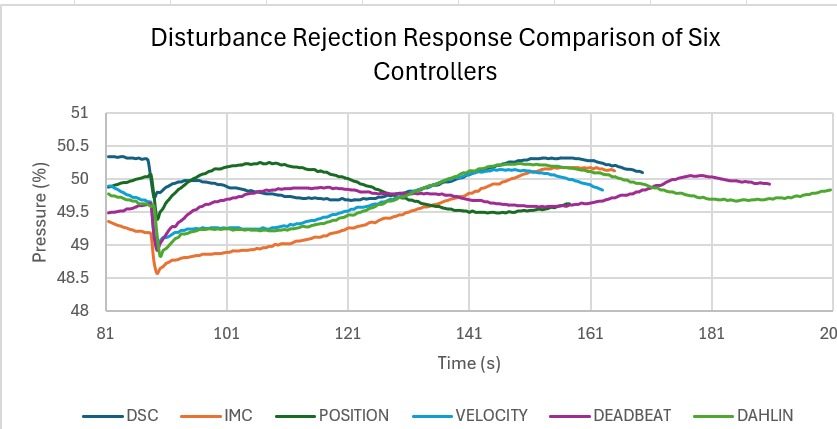 Disturbance Rejection Response Comparison of Six
Controllers
51
50.5
50
49.5
49
48.5
48
Pressure (%)
81 101 121 141 161 181 20
Time (s)
DSC IMC POSITION VELOCITY DEADBEAT DAHLIN